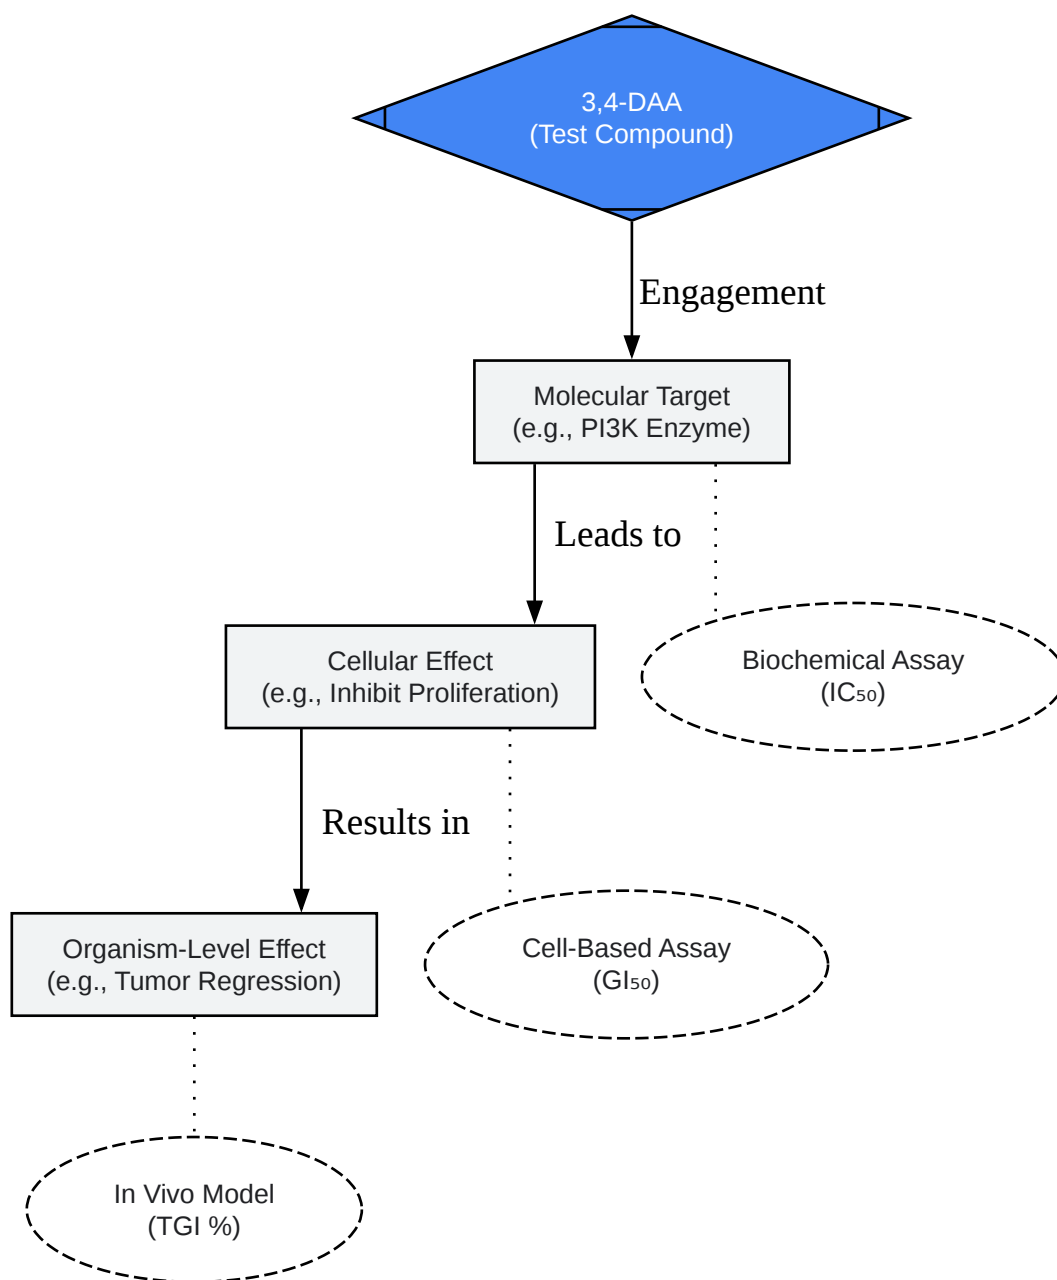 3,4-DAA
(Test Compound)
Engagement
Molecular Target
(e.g., PI3K Enzyme)
Leads to
Cellular Effect
(e.g., Inhibit Proliferation)
Biochemical Assay
(IC₅₀)
Results in
Organism-Level Effect
(e.g., Tumor Regression)
Cell-Based Assay
(GI₅₀)
In Vivo Model
(TGI %)